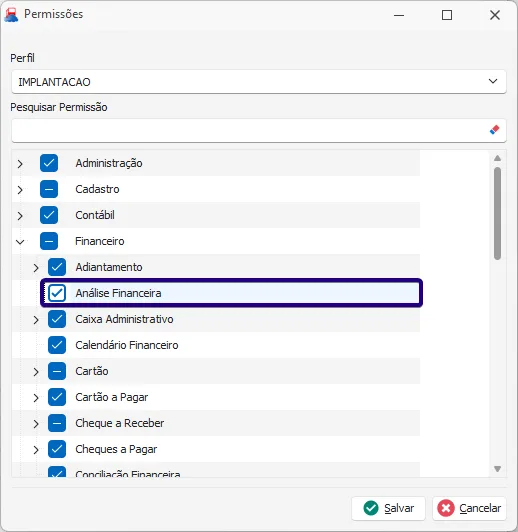 Permissões
Perfil
IMPLANTACAO
Pesquisar Permissão
Administração
Cadastro
Contábil
Financeiro
Adiantamento
Análise Financeira
Caixa Administrativo
Calendário Financeiro
Cartão
Cartão a Pagar
Cheque a Receber
Cheques a Pagar
Conciliação Financeira
Salvar
Cancelar